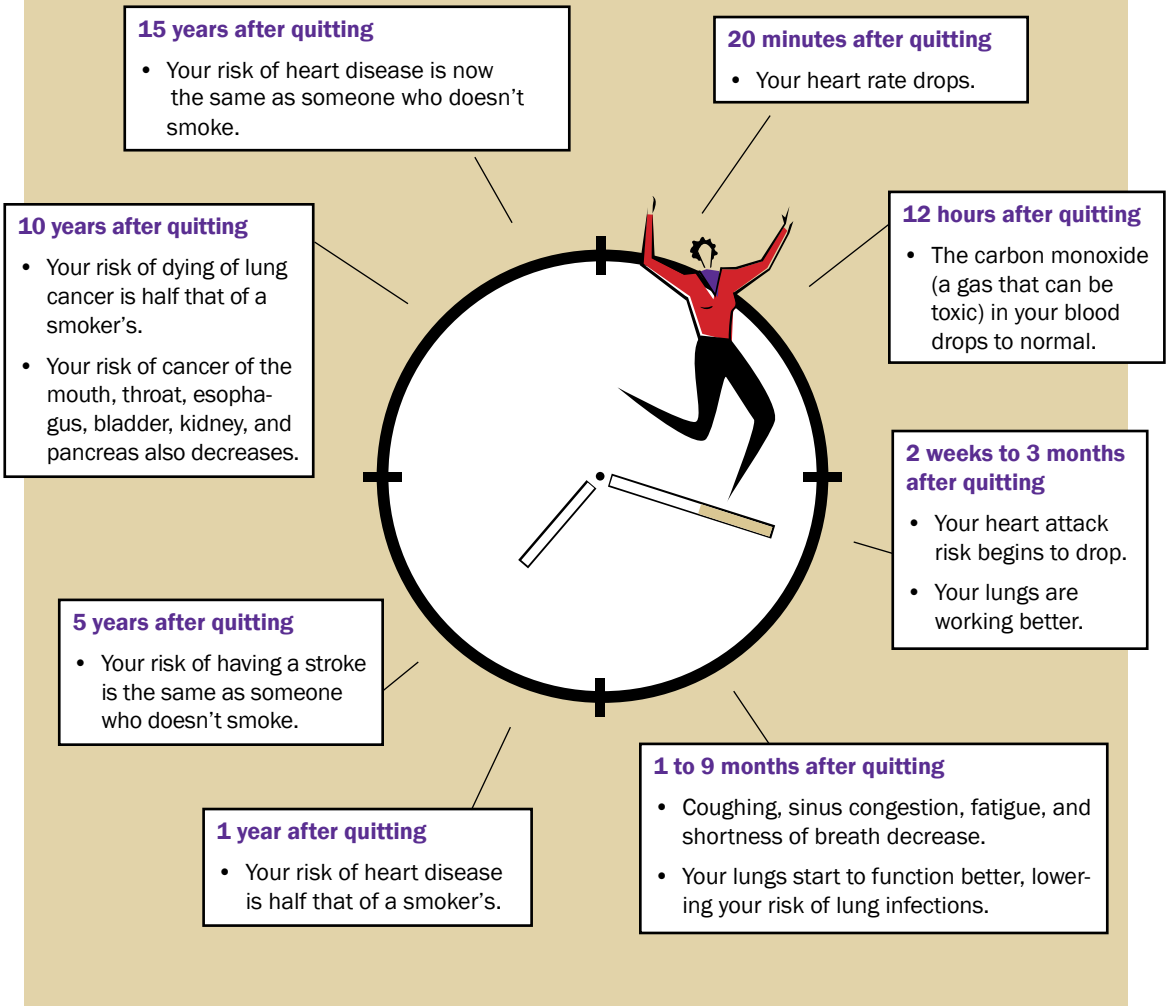 20 minutes after quitting
• Your heart rate drops.
12 hours after quitting
• The carbon monoxide
(a gas that can be
toxic) in your blood
drops to normal.
2 weeks to 3 months
after quitting
• Your heart attack
risk begins to drop.
• Your lungs are
working better.
1 to 9 months after quitting
• Coughing, sinus congestion, fatigue, and
shortness of breath decrease.
• Your lungs start to function better, lower-
ing your risk of lung infections.
1 year after quitting
• Your risk of heart disease
is half that of a smoker’s.
5 years after quitting
• Your risk of having a stroke
is the same as someone
who doesn’t smoke.
10 years after quitting
• Your risk of dying of lung
cancer is half that of a
smoker’s.
• Your risk of cancer of the
mouth, throat, esopha-
gus, bladder, kidney, and
pancreas also decreases.
15 years after quitting
• Your risk of heart disease is now
the same as someone who doesn’t
smoke.